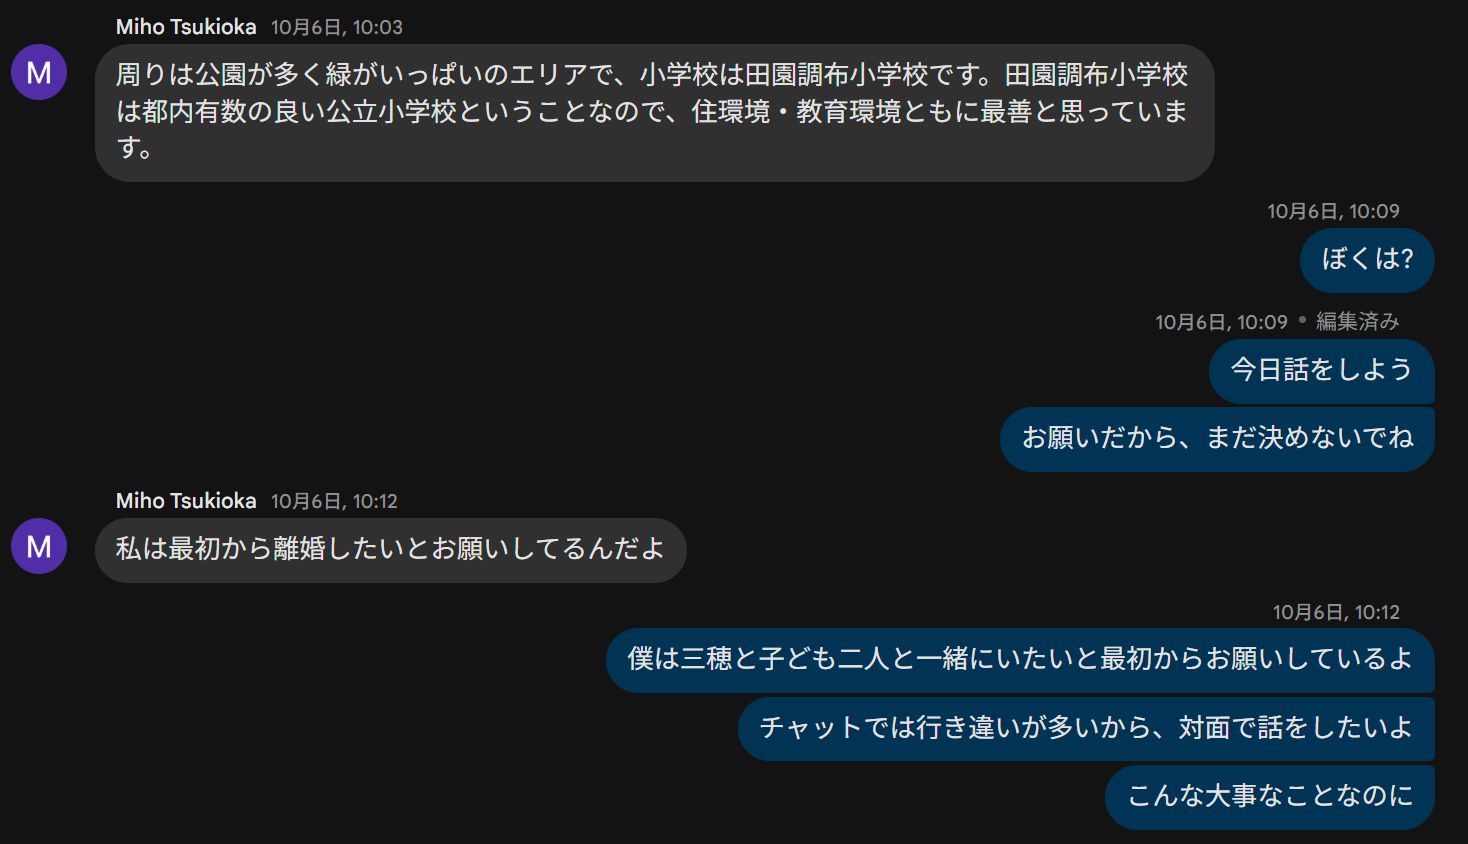 Miho Tsukioka 10月6日, 10:03
M
周りは公園が多く緑がいっぱいのエリアで、小学校は田園調布小学校です。田園調布小学校
は都内有数の良い公立小学校ということなので、住環境・教育環境ともに最善と思っていま
す。
10月6日, 10:09
ぼくは?
10月6日, 10:09 • 編集済み
今日話をしよう
お願いだから、まだ決めないでね
Miho Tsukioka 10月6日, 10:12
M
私は最初から離婚したいとお願いしてるんだよ
10月6日, 10:12
僕は三穂と子ども二人と一緒にいたいと最初からお願いしているよ
チャットでは行き違いが多いから、対面で話をしたいよ
こんな大事なことなのに